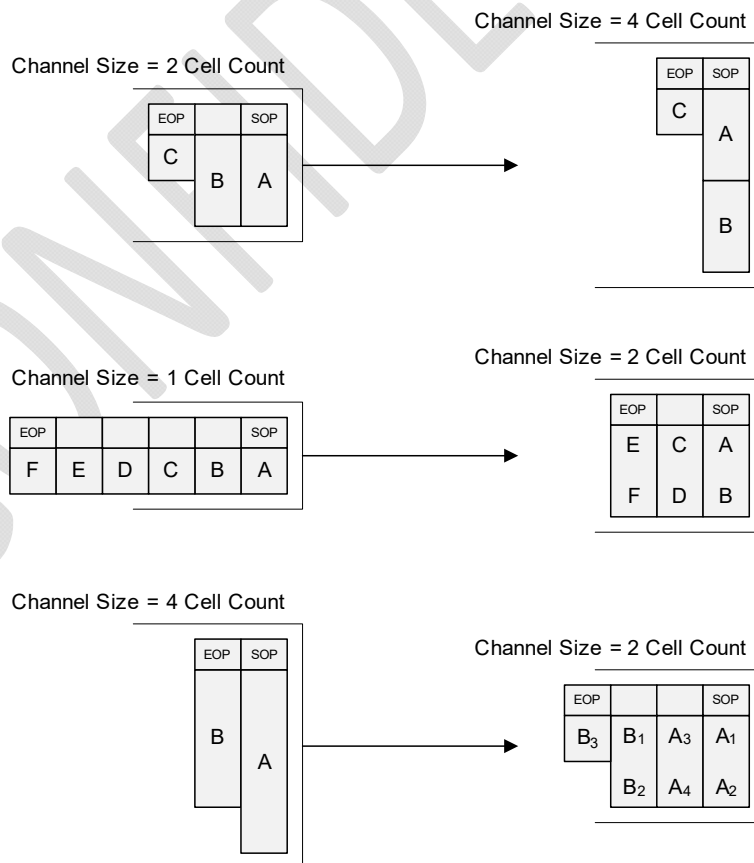 Channel Size = 4 Cell Count
Channel Size = 2 Cell Count
EOP SOP
C
A
B
EOP SOP
C
B A
Channel Size = 2 Cell Count
Channel Size = 1 Cell Count
EOP SOP
E C A
F D B
EOP SOP
F E D C B A
Channel Size = 4 Cell Count
Channel Size = 2 Cell Count
EOP SOP
B
A
EOP SOP
B3 B1 A3 A1
B2 A4 A2